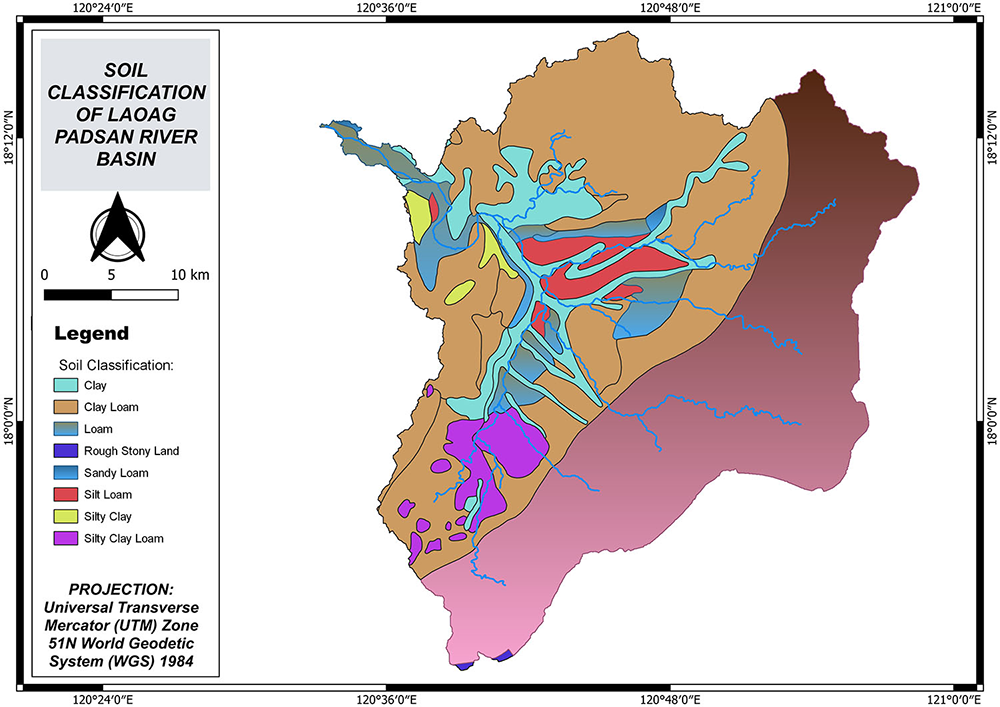 120°24'0"E 120°36'0"E 120°48'0"E 121°0'0"E
SOIL
CLASSIFICATION
OF LAOAG
PADSAN RIVER
BASIN
18°12'0"N 18°12'0"N
0 5 10 km
Legend
Soil Classification:
Clay
Clay Loam
Loam
Rough Stony Land
Sandy Loam
Silt Loam
Silty Clay
Silty Clay Loam
18°0'0"N 18°0'0"N
PROJECTION:
Universal Transverse
Mercator (UTM) Zone
51N World Geodetic
System (WGS) 1984
120°24'0"E 120°36'0"E 120°48'0"E 121°0'0"E